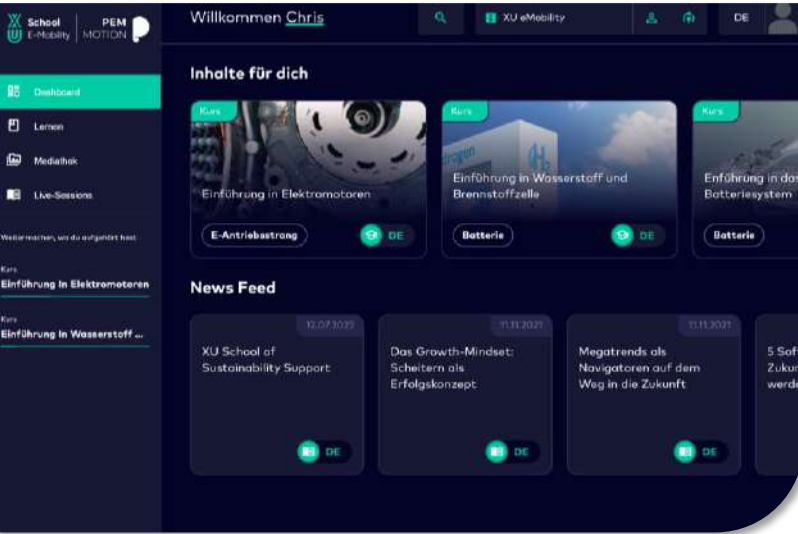 XU School E-Mobility
PEM MOTION
Willkommen Chris
XU eMobility
DE
Dashboard
Lernen
Mediathek
Live-Sessions
Weitermachen, wo du aufgehört hast
Kurs
Einführung in Elektromotoren
Kurs
Einführung in Wasserstoff ...
Inhalte für dich
Kurs
Einführung in Elektromotoren
E-Antriebsstrang
DE
Kurs
Einführung in Wasserstoff und
Brennstoffzelle
Batterie
DE
Kurs
Enführung in das
Batteriesystem
Batterie
News Feed
XU School of
Sustainability Support
DE
11.11.2021
Das Growth-Mindset:
Scheitern als
Erfolgskonzept
DE
11.11.2021
Megatrends als
Navigatoren auf dem
Weg in die Zukunft
DE
5 Sof
Zukun
werde